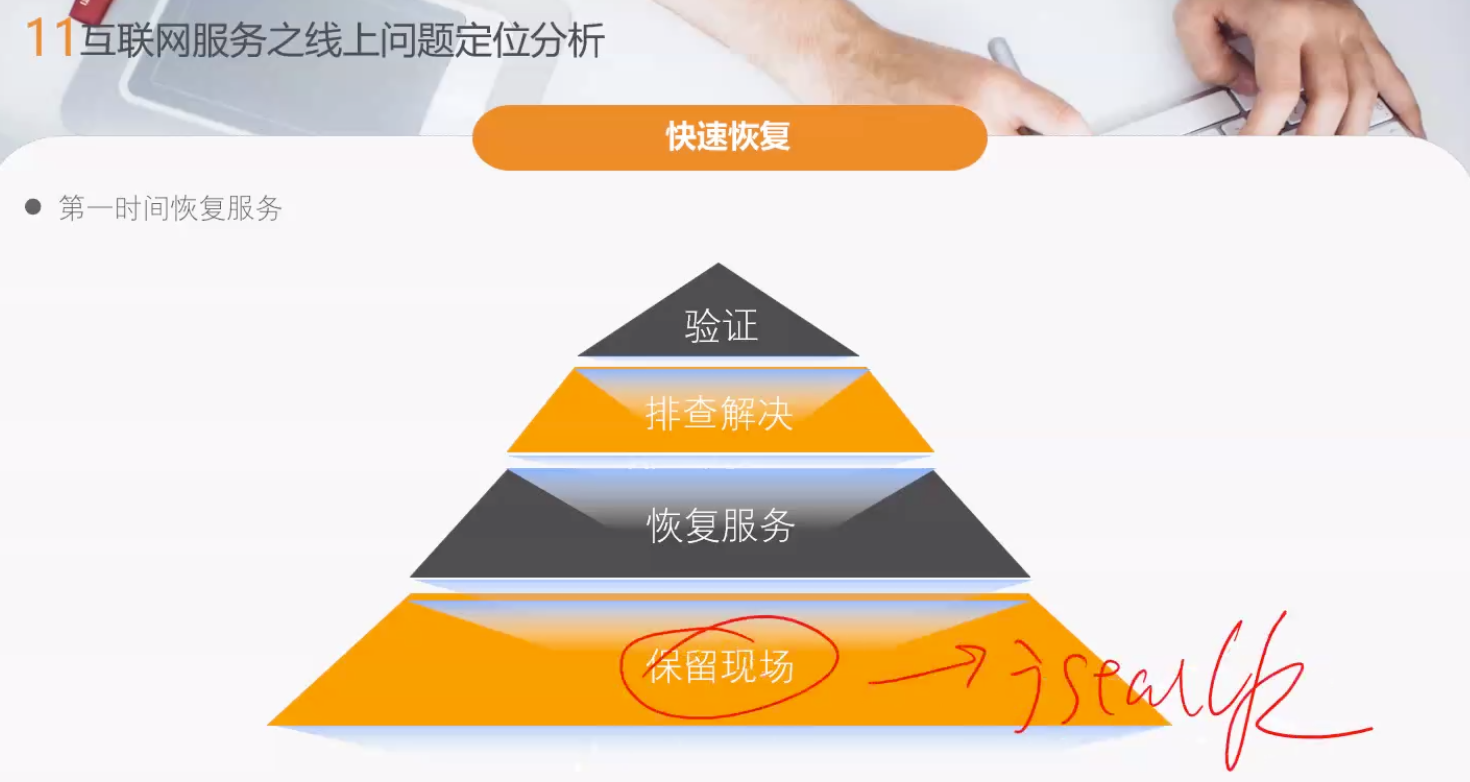 11互联网服务之线上问题定位分析
快速恢复
第一时间恢复服务
验证
排查解决
恢复服务
保留现场